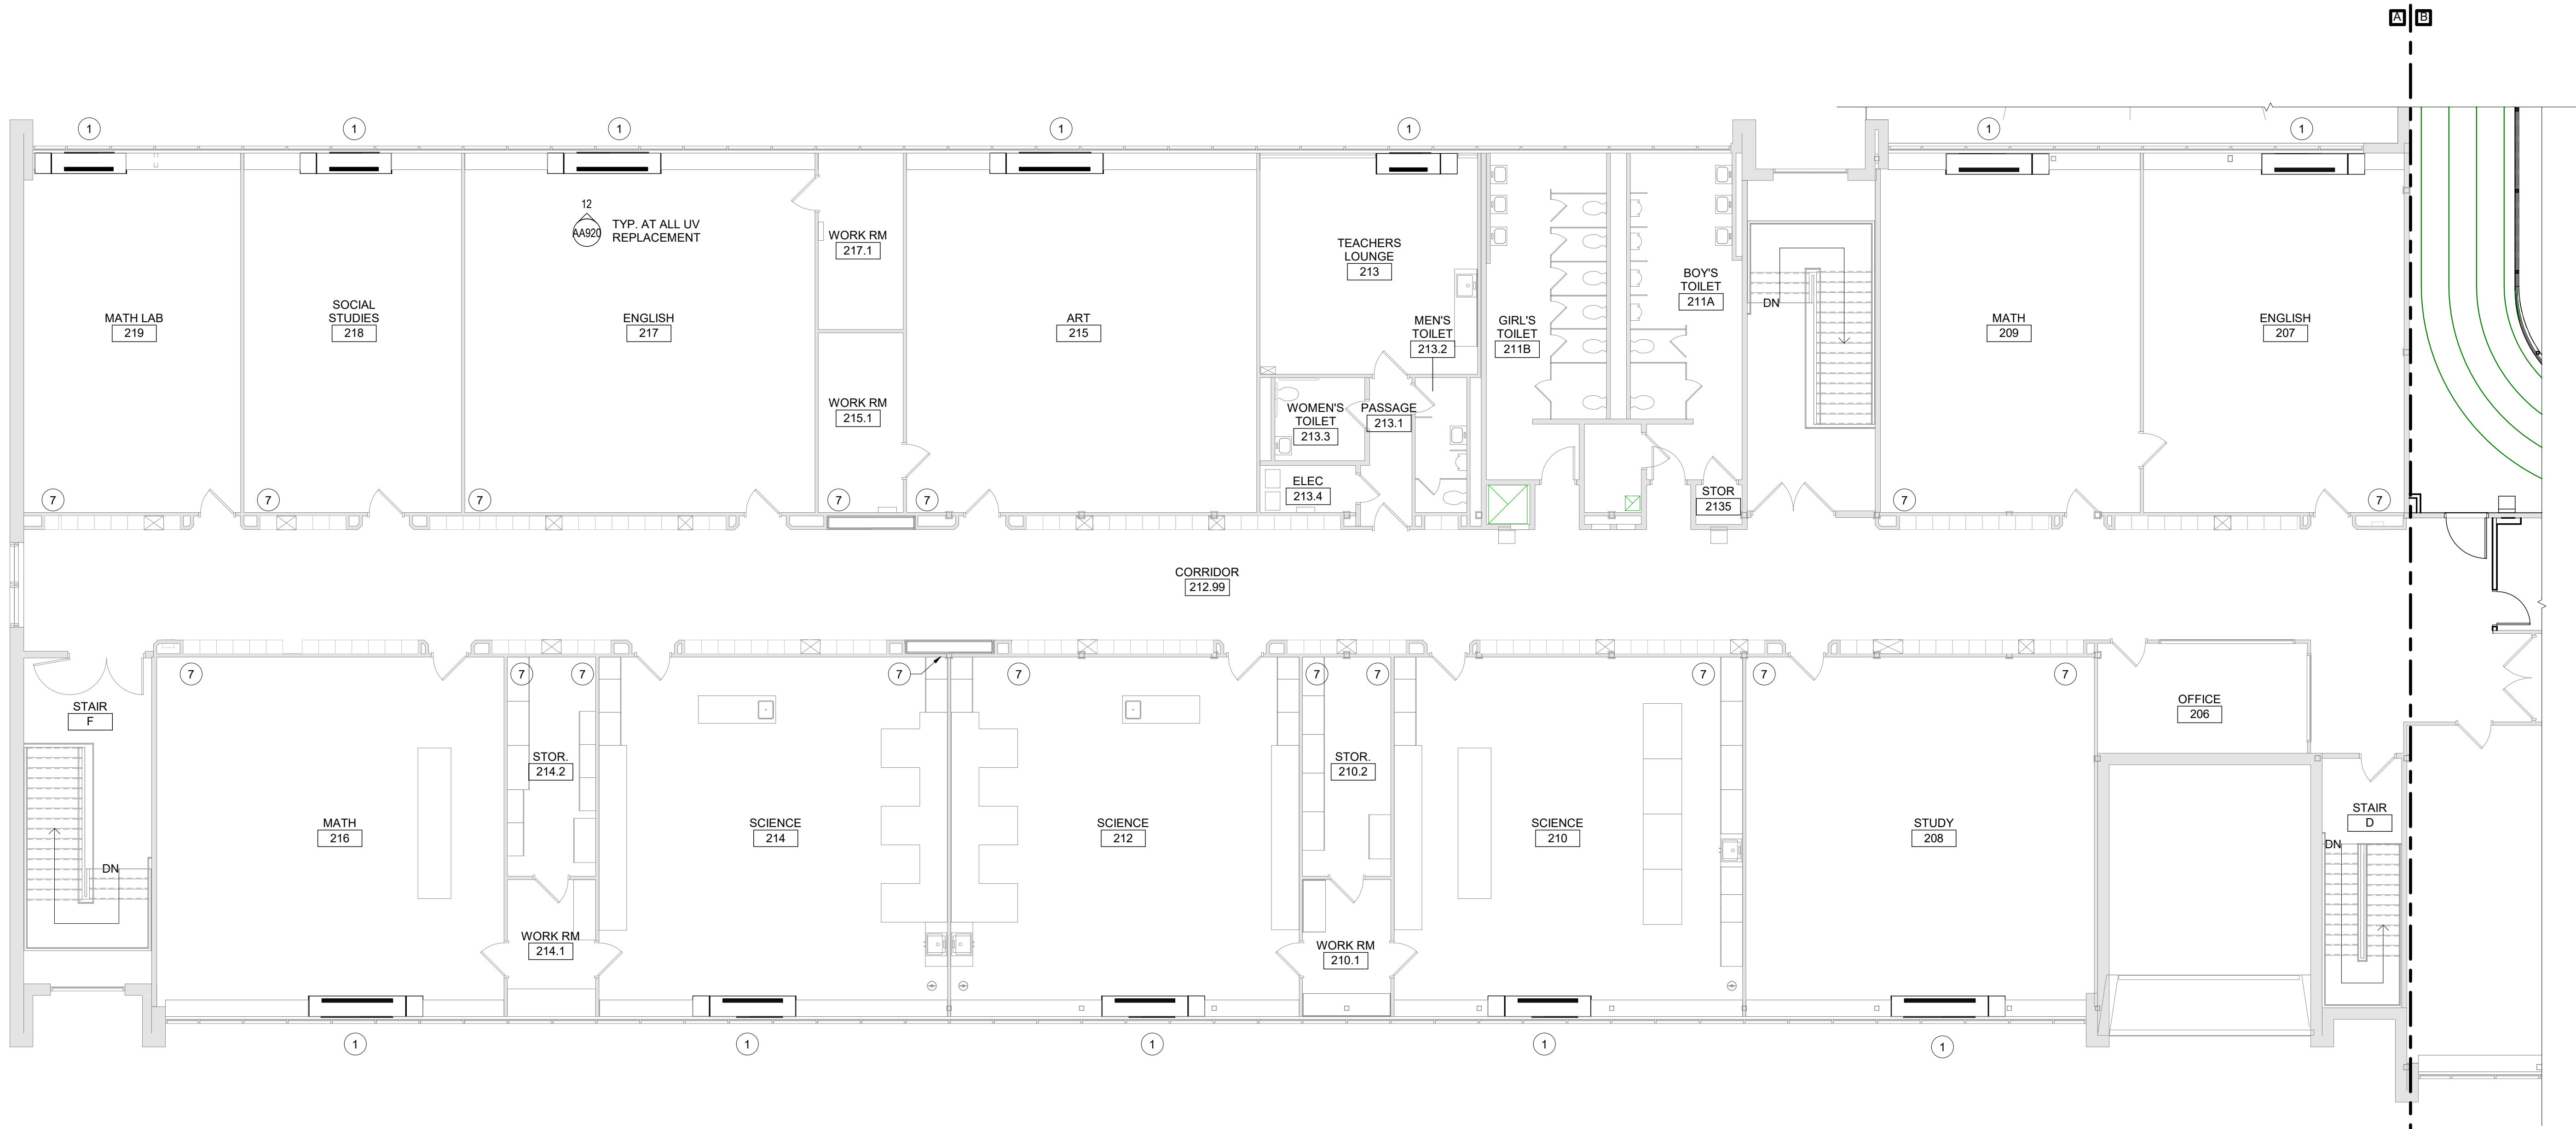 A B
1
1
1
1
1
1
1
12
AA920
TYP. AT ALL UV
REPLACEMENT
WORK RM
217.1
TEACHERS
LOUNGE
213
BOY'S
TOILET
211A
DN
MATH LAB
219
SOCIAL
STUDIES
218
ENGLISH
217
ART
215
MEN'S
TOILET
213.2
GIRL'S
TOILET
211B
MATH
209
ENGLISH
207
WORK RM
215.1
WOMEN'S
TOILET
213.3
PASSAGE
213.1
ELEC
213.4
STOR
2135
7
7
7
7
7
7
7
CORRIDOR
212.99
7
7
7
7
7
7
7
7
7
7
STAIR
F
OFFICE
206
STOR.
214.2
STOR.
210.2
MATH
216
SCIENCE
214
SCIENCE
212
SCIENCE
210
STUDY
208
STAIR
D
DN
DN
WORK RM
214.1
WORK RM
210.1
1
1
1
1
1